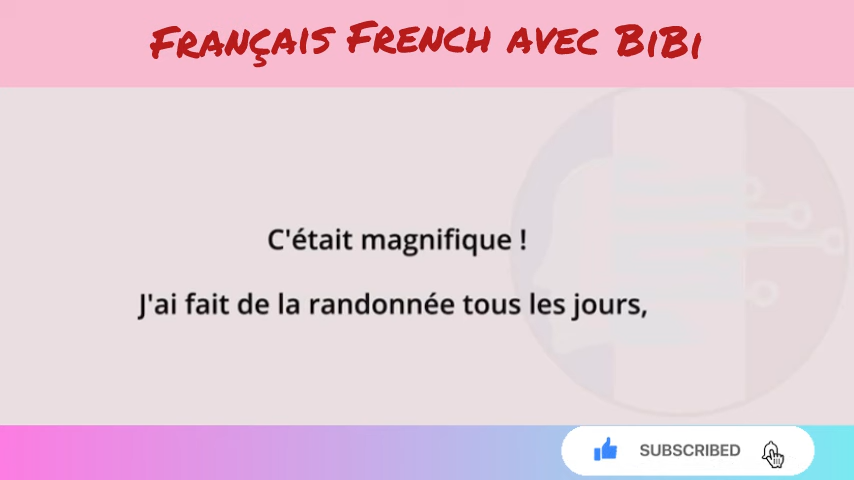 Français French avec BiBi
C'était magnifique !
J'ai fait de la randonnée tous les jours,
SUBSCRIBED